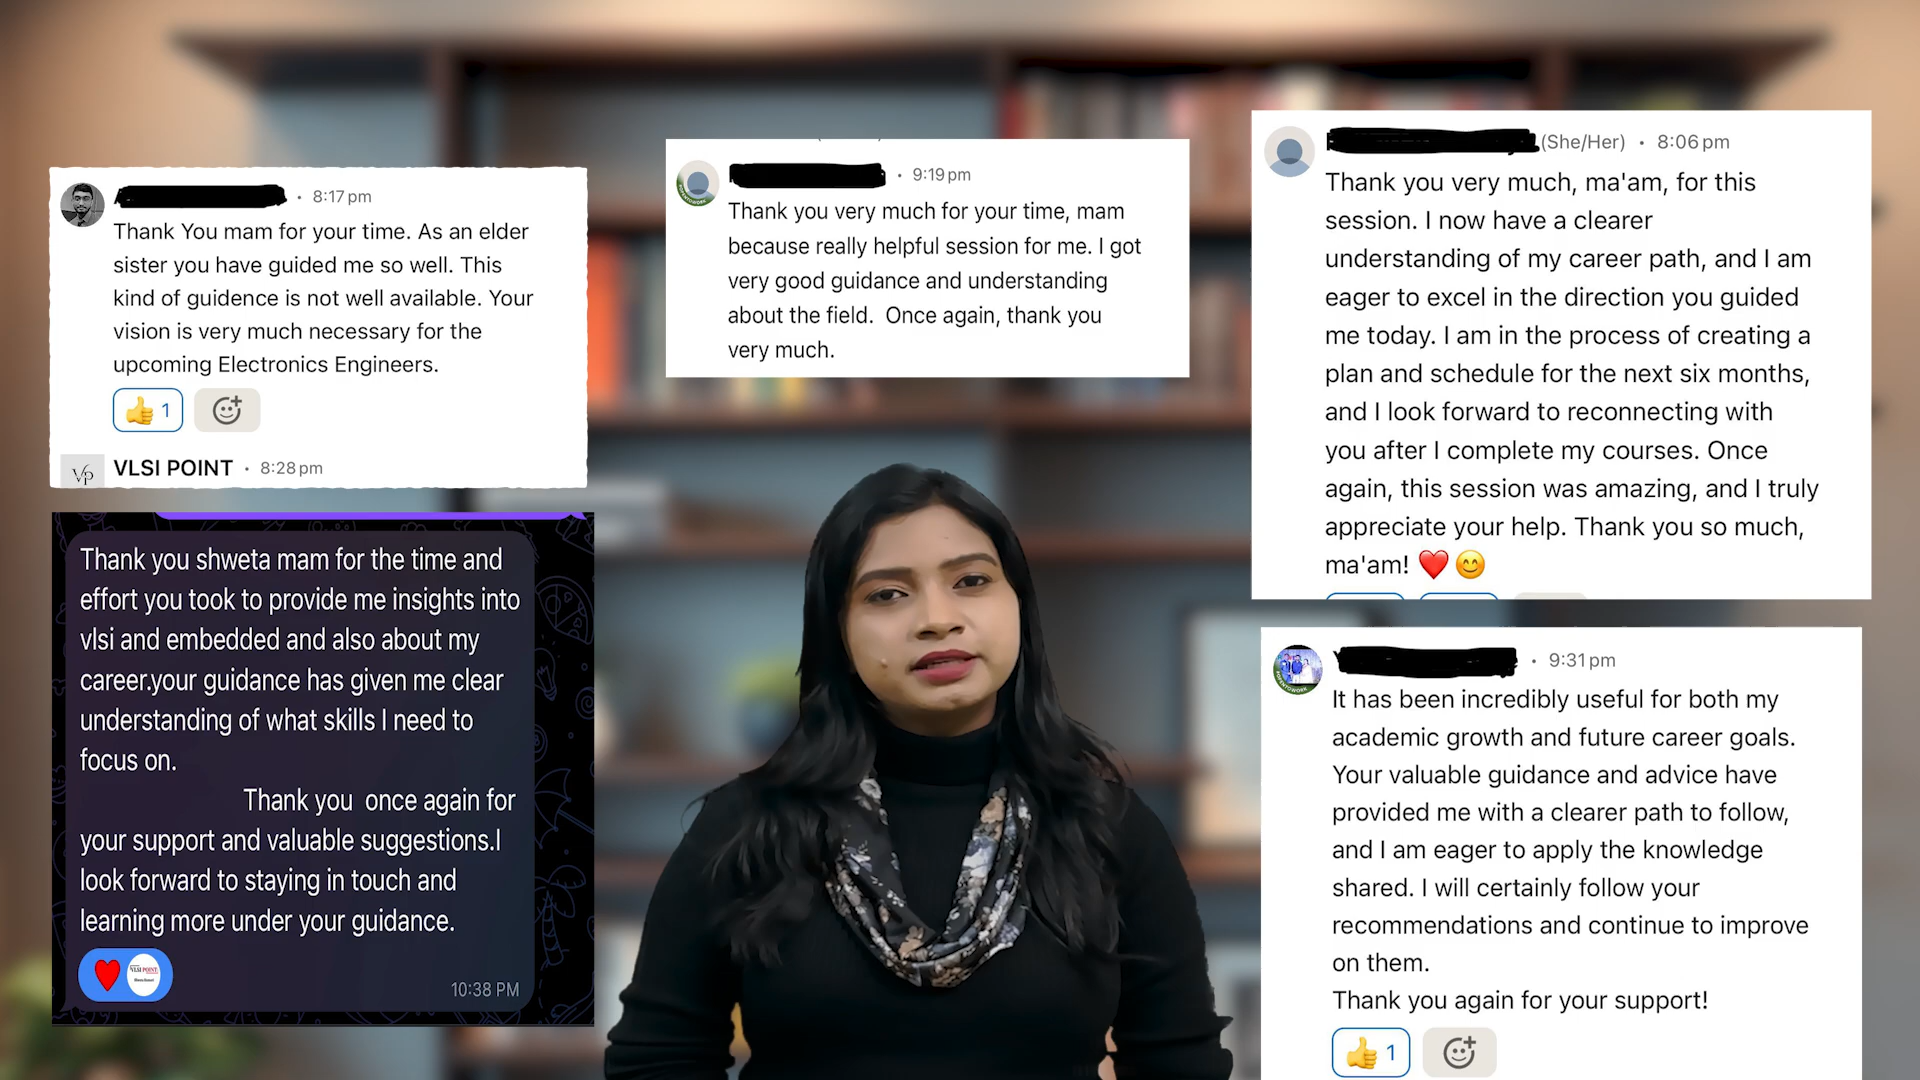 8:17 pm
Thank You mam for your time. As an elder
sister you have guided me so well. This
kind of guidence is not well available. Your
vision is very much necessary for the
upcoming Electronics Engineers.
👍 1
VP
VLSI POINT • 8:28 pm
Thank you shweta mam for the time and
effort you took to provide me insights into
vlsi and embedded and also about my
career.your guidance has given me clear
understanding of what skills I need to
focus on.
Thank you once again for
your support and valuable suggestions.I
look forward to staying in touch and
learning more under your guidance.
VLSI POINT
10:38 PM
• 9:19 pm
Thank you very much for your time, mam
because really helpful session for me. I got
very good guidance and understanding
about the field. Once again, thank you
very much.
(She/Her) • 8:06 pm
Thank you very much, ma'am, for this
session. I now have a clearer
understanding of my career path, and I am
eager to excel in the direction you guided
me today. I am in the process of creating a
plan and schedule for the next six months,
and I look forward to reconnecting with
you after I complete my courses. Once
again, this session was amazing, and I truly
appreciate your help. Thank you so much,
ma'am! ❤️ 😊
#OPENTOWORK
• 9:31 pm
It has been incredibly useful for both my
academic growth and future career goals.
Your valuable guidance and advice have
provided me with a clearer path to follow,
and I am eager to apply the knowledge
shared. I will certainly follow your
recommendations and continue to improve
on them.
Thank you again for your support!
👍 1